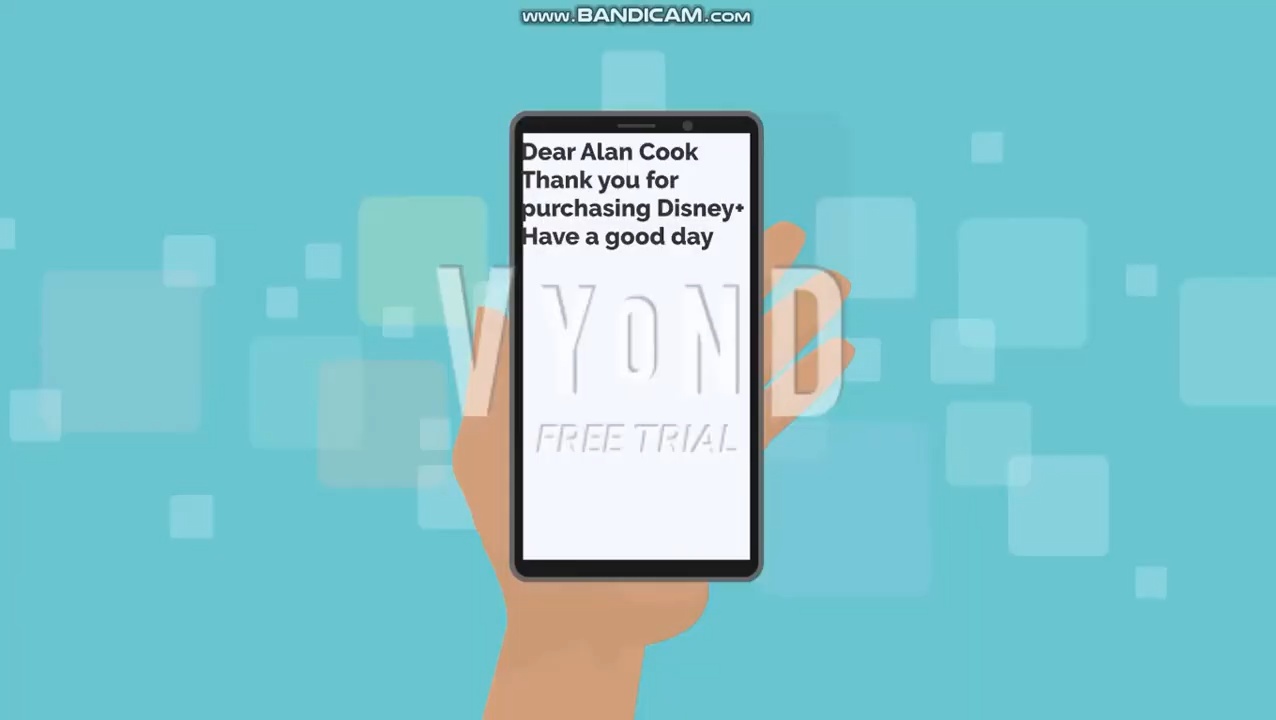 www.BANDICAM.com
Dear Alan Cook
Thank you for
purchasing Disney+
Have a good day
VYOND
FREE TRIAL